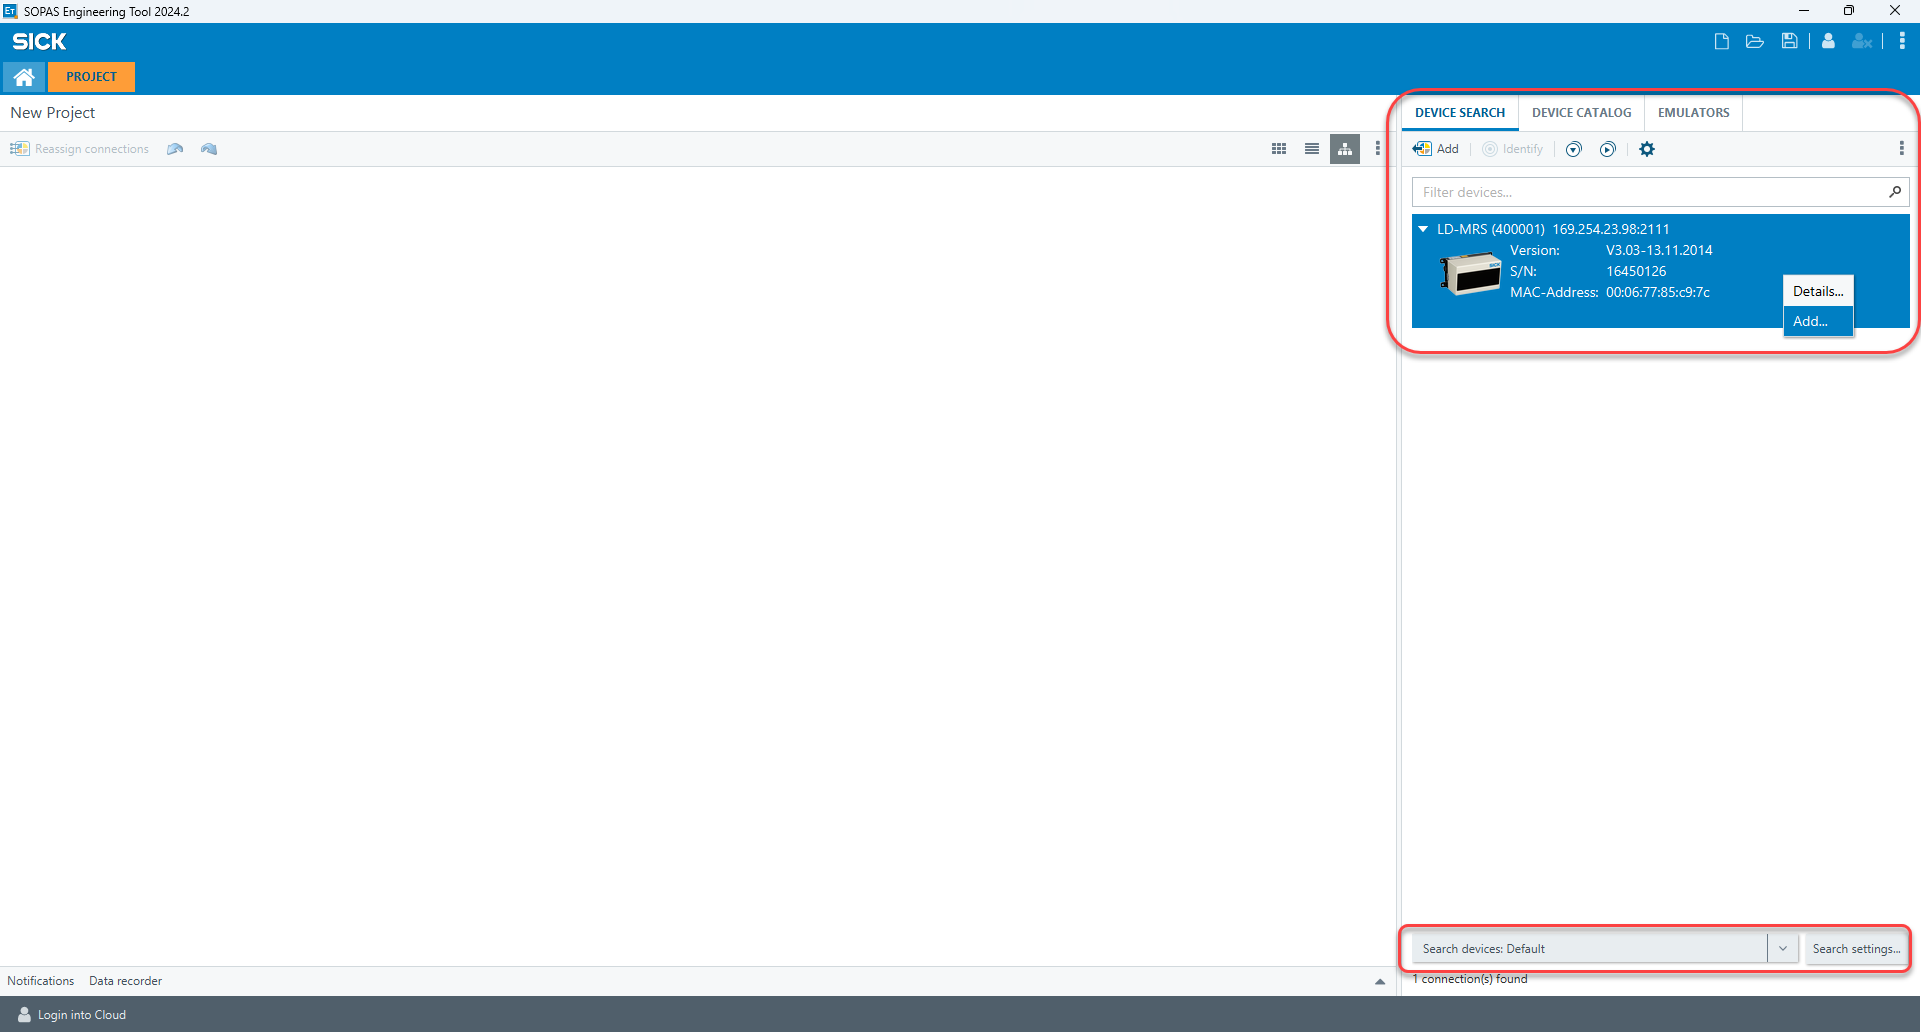 ET SOPAS Engineering Tool 2024.2
SICK
PROJECT
New Project
Reassign connections
DEVICE SEARCH DEVICE CATALOG EMULATORS
Add Identify
Filter devices...
LD-MRS (400001) 169.254.23.98:2111
Version: V3.03-13.11.2014
S/N: 16450126
MAC-Address: 00:06:77:85:c9:7c
SICK
Details...
Add...
Search devices: Default Search settings...
1 connection(s) found
Notifications Data recorder
Login into Cloud